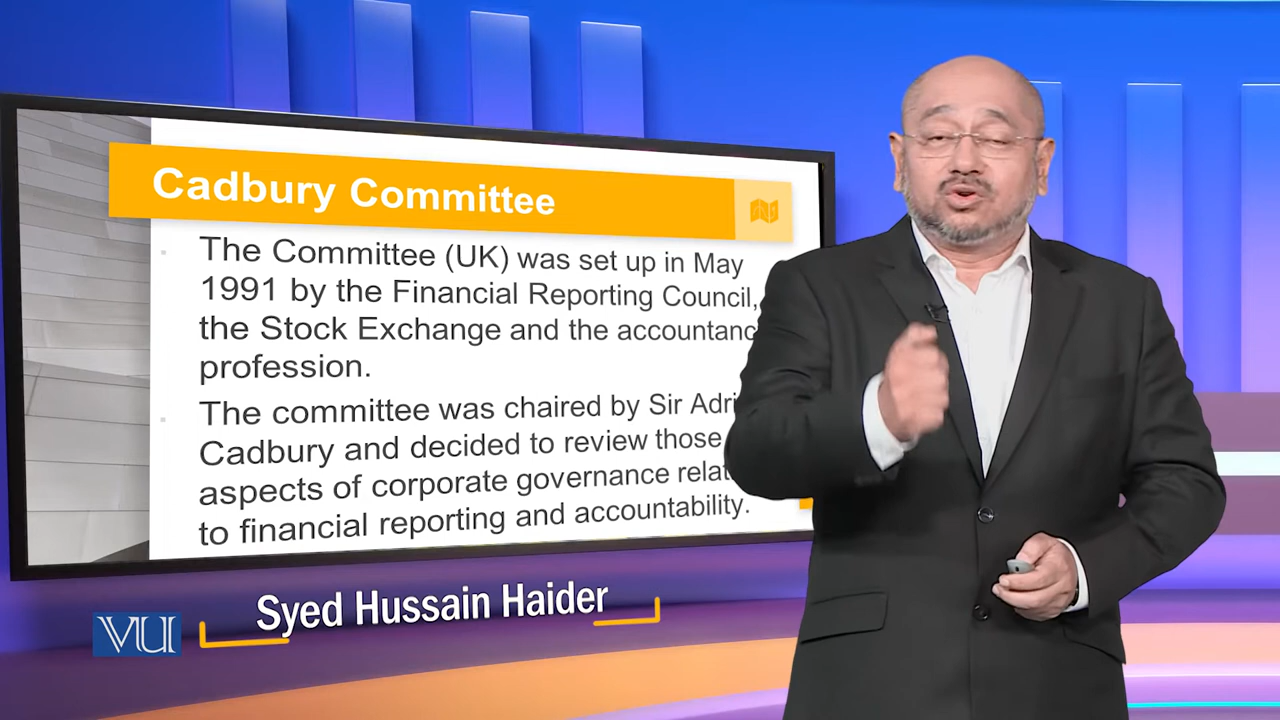 Cadbury Committee
The Committee (UK) was set up in May
1991 by the Financial Reporting Council,
the Stock Exchange and the
profession.
The committee was chaired by Sir
Cadbury and decided to review those
aspects of corporate governance
to financial reporting and accountability.
Syed Hussain Haider
VU